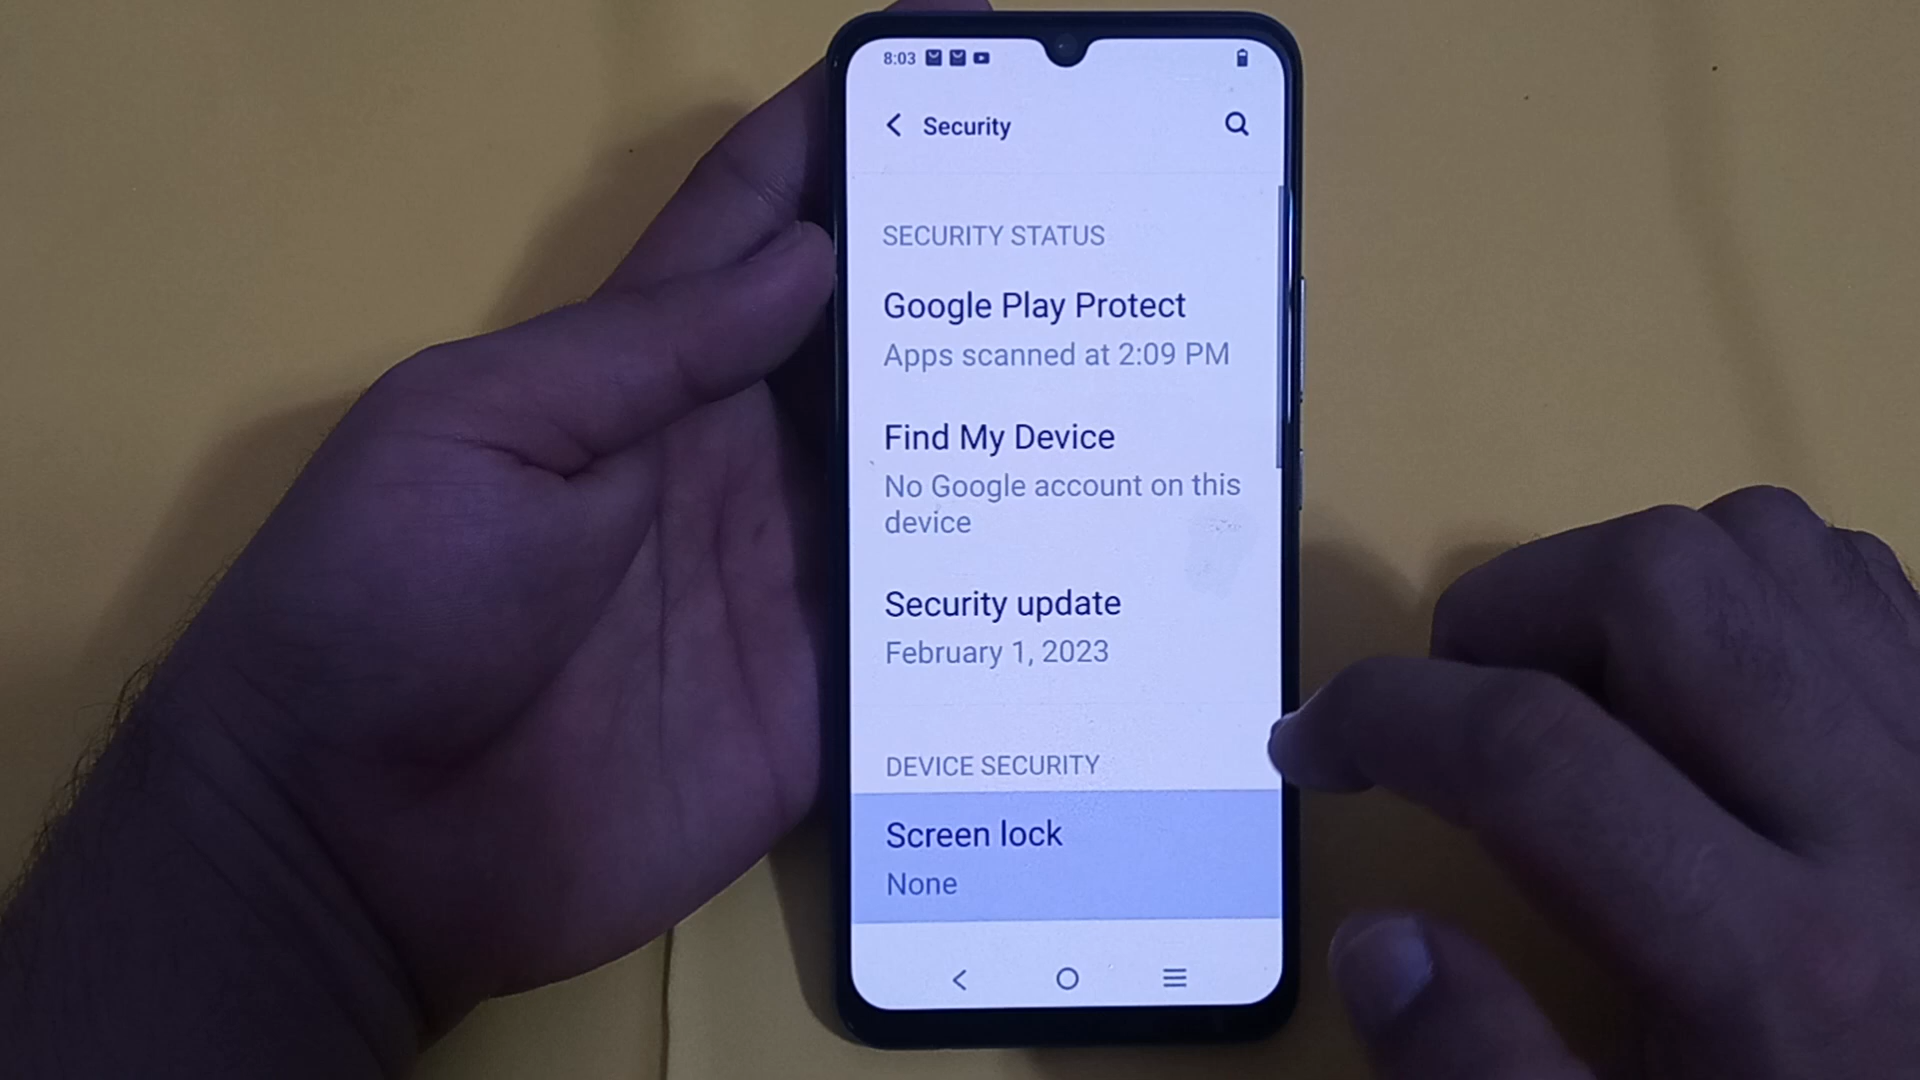 8:03
Security
SECURITY STATUS
Google Play Protect
Apps scanned at 2:09 PM
Find My Device
No Google account on this
device
Security update
February 1, 2023
DEVICE SECURITY
Screen lock
None